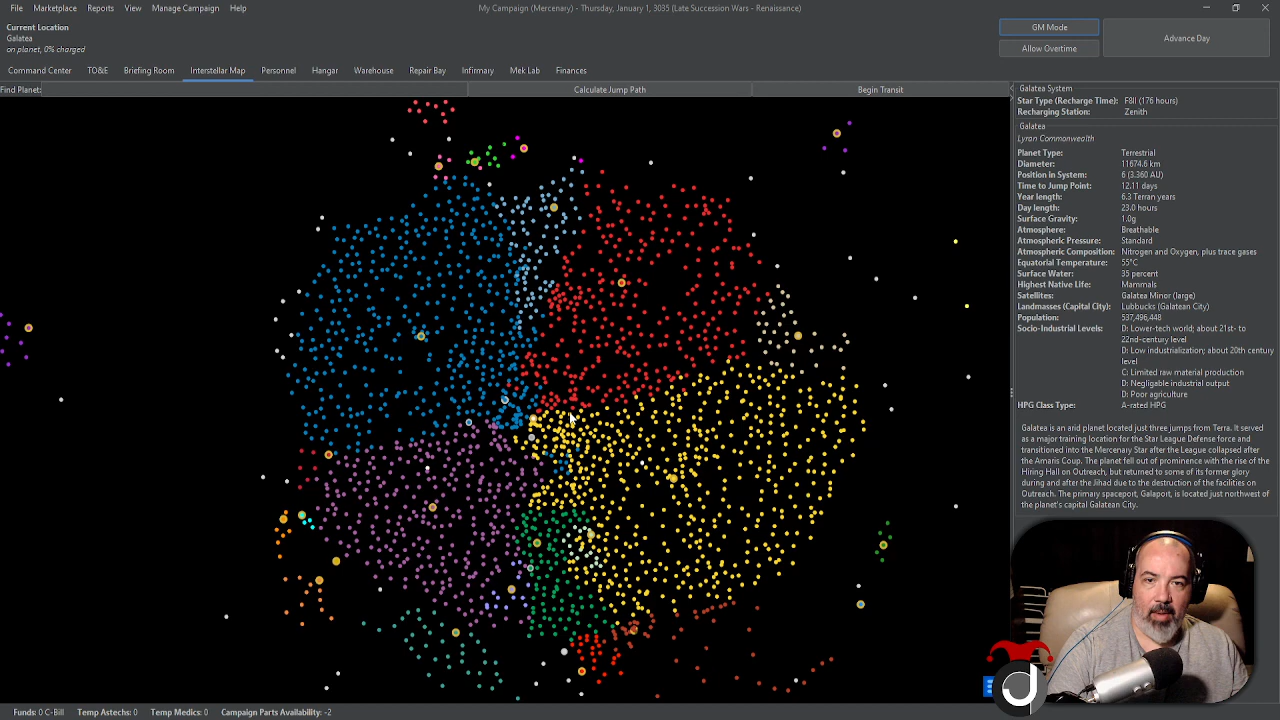 File Marketplace Reports View Manage Campaign Help
My Campaign (Mercenary) - Thursday, January 1, 3035 (Late Succession Wars - Renaissance)
Current Location
Galatea
on planet, 0% charged
GM Mode
Allow Overtime
Advance Day
Command Center TO&E Briefing Room Interstellar Map Personnel Hangar Warehouse Repair Bay Infirmary Mek Lab Finances
Find Planet:
Calculate Jump Path
Begin Transit
Galatea System
Star Type (Recharge Time): F8II (176 hours)
Recharging Station: Zenith
Galatea
Lyran Commonwealth
Planet Type: Terrestrial
Diameter: 11674.6 km
Position in System: 6 (3.360 AU)
Time to Jump Point: 12.11 days
Year length: 6.3 Terran years
Day length: 23.0 hours
Surface Gravity: 1.0g
Atmosphere: Breathable
Atmospheric Pressure: Standard
Atmospheric Composition: Nitrogen and Oxygen, plus trace gases
Equatorial Temperature: 55°C
Surface Water: 35 percent
Highest Native Life: Mammals
Satellites: Galatea Minor (large)
Landmasses (Capital City): Lubbucks (Galatean City)
Population: 537,496,448
Socio-Industrial Levels: D: Lower-tech world; about 21st- to
22nd-century level
D: Low industrialization; about 20th century
level
C: Limited raw material production
D: Negligable industrial output
D: Poor agriculture
HPG Class Type: A-rated HPG
Galatea is an arid planet located just three jumps from Terra. It served
as a major training location for the Star League Defense force and
transitioned into the Mercenary Star after the League collapsed after
the Amaris Coup. The planet fell out of prominence with the rise of the
Hiring Hall on Outreach, but returned to some of its former glory
during and after the Jihad due to the destruction of the facilities on
Outreach. The primary spaceport, Galaport, is located just northwest of
the planet's capital Galatean City.
Funds: 0 C-Bill Temp Astechs: 0 Temp Medics: 0 Campaign Parts Availability: -2